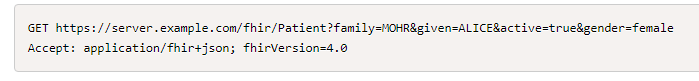 GET https://server.example.com/fhir/Patient?family=MOHR&given=ALICE&active=true&gender=female
Accept: application/fhir+json; fhirVersion=4.0